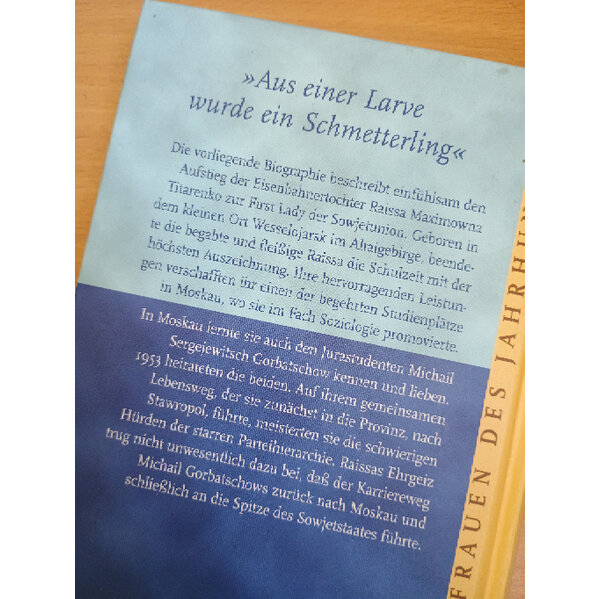 »Aus einer Larve
wurde ein Schmetterling«
Die vorliegende Biographie beschreibt einfühlsam den
Aufstieg der Eisenbahnertochter Raissa Maximowna
Titarenko zur First Lady der Sowjetunion. Geboren in
dem kleinen Ort Wesselojarsk im Altaigebirge, beende-
te die begabte und fleißige Raissa die Schulzeit mit der
höchsten Auszeichnung. Ihre hervorragenden Leistun-
gen verschafften ihr einen der begehrten Studienplätze
in Moskau, wo sie im Fach Soziologie promovierte.
In Moskau lernte sie auch den Jurastudenten Michail
Sergejewitsch Gorbatschow kennen und lieben.
1953 heirateten die beiden. Auf ihrem gemeinsamen
Lebensweg, der sie zunächst in die Provinz, nach
Stawropol, führte, meisterten sie die schwierigen
Hürden der starren Parteihierarchie. Raissas Ehrgeiz
trug nicht unwesentlich dazu bei, daß der Karriereweg
Michail Gorbatschows zurück nach Moskau und
schließlich an die Spitze des Sowjetstaates führte.
FRAUEN DES JAHRHUN